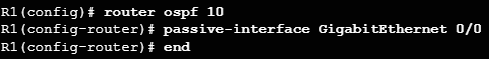 R1(config)# router ospf 10
R1(config-router)# passive-interface GigabitEthernet 0/0
R1(config-router)# end